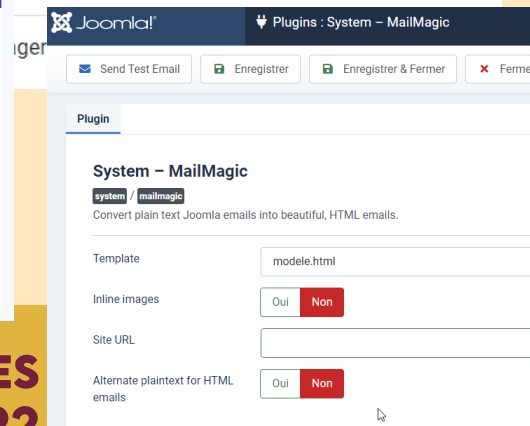 Joomla!®
Plugins : System – MailMagic
Send Test Email
Enregistrer
Enregistrer & Fermer
Plugin
System – MailMagic
system / mailmagic
Convert plain text Joomla emails into beautiful, HTML emails.
Template
modele.html
Inline images
Oui
Non
Site URL
Alternate plaintext for HTML
emails
Oui
Non